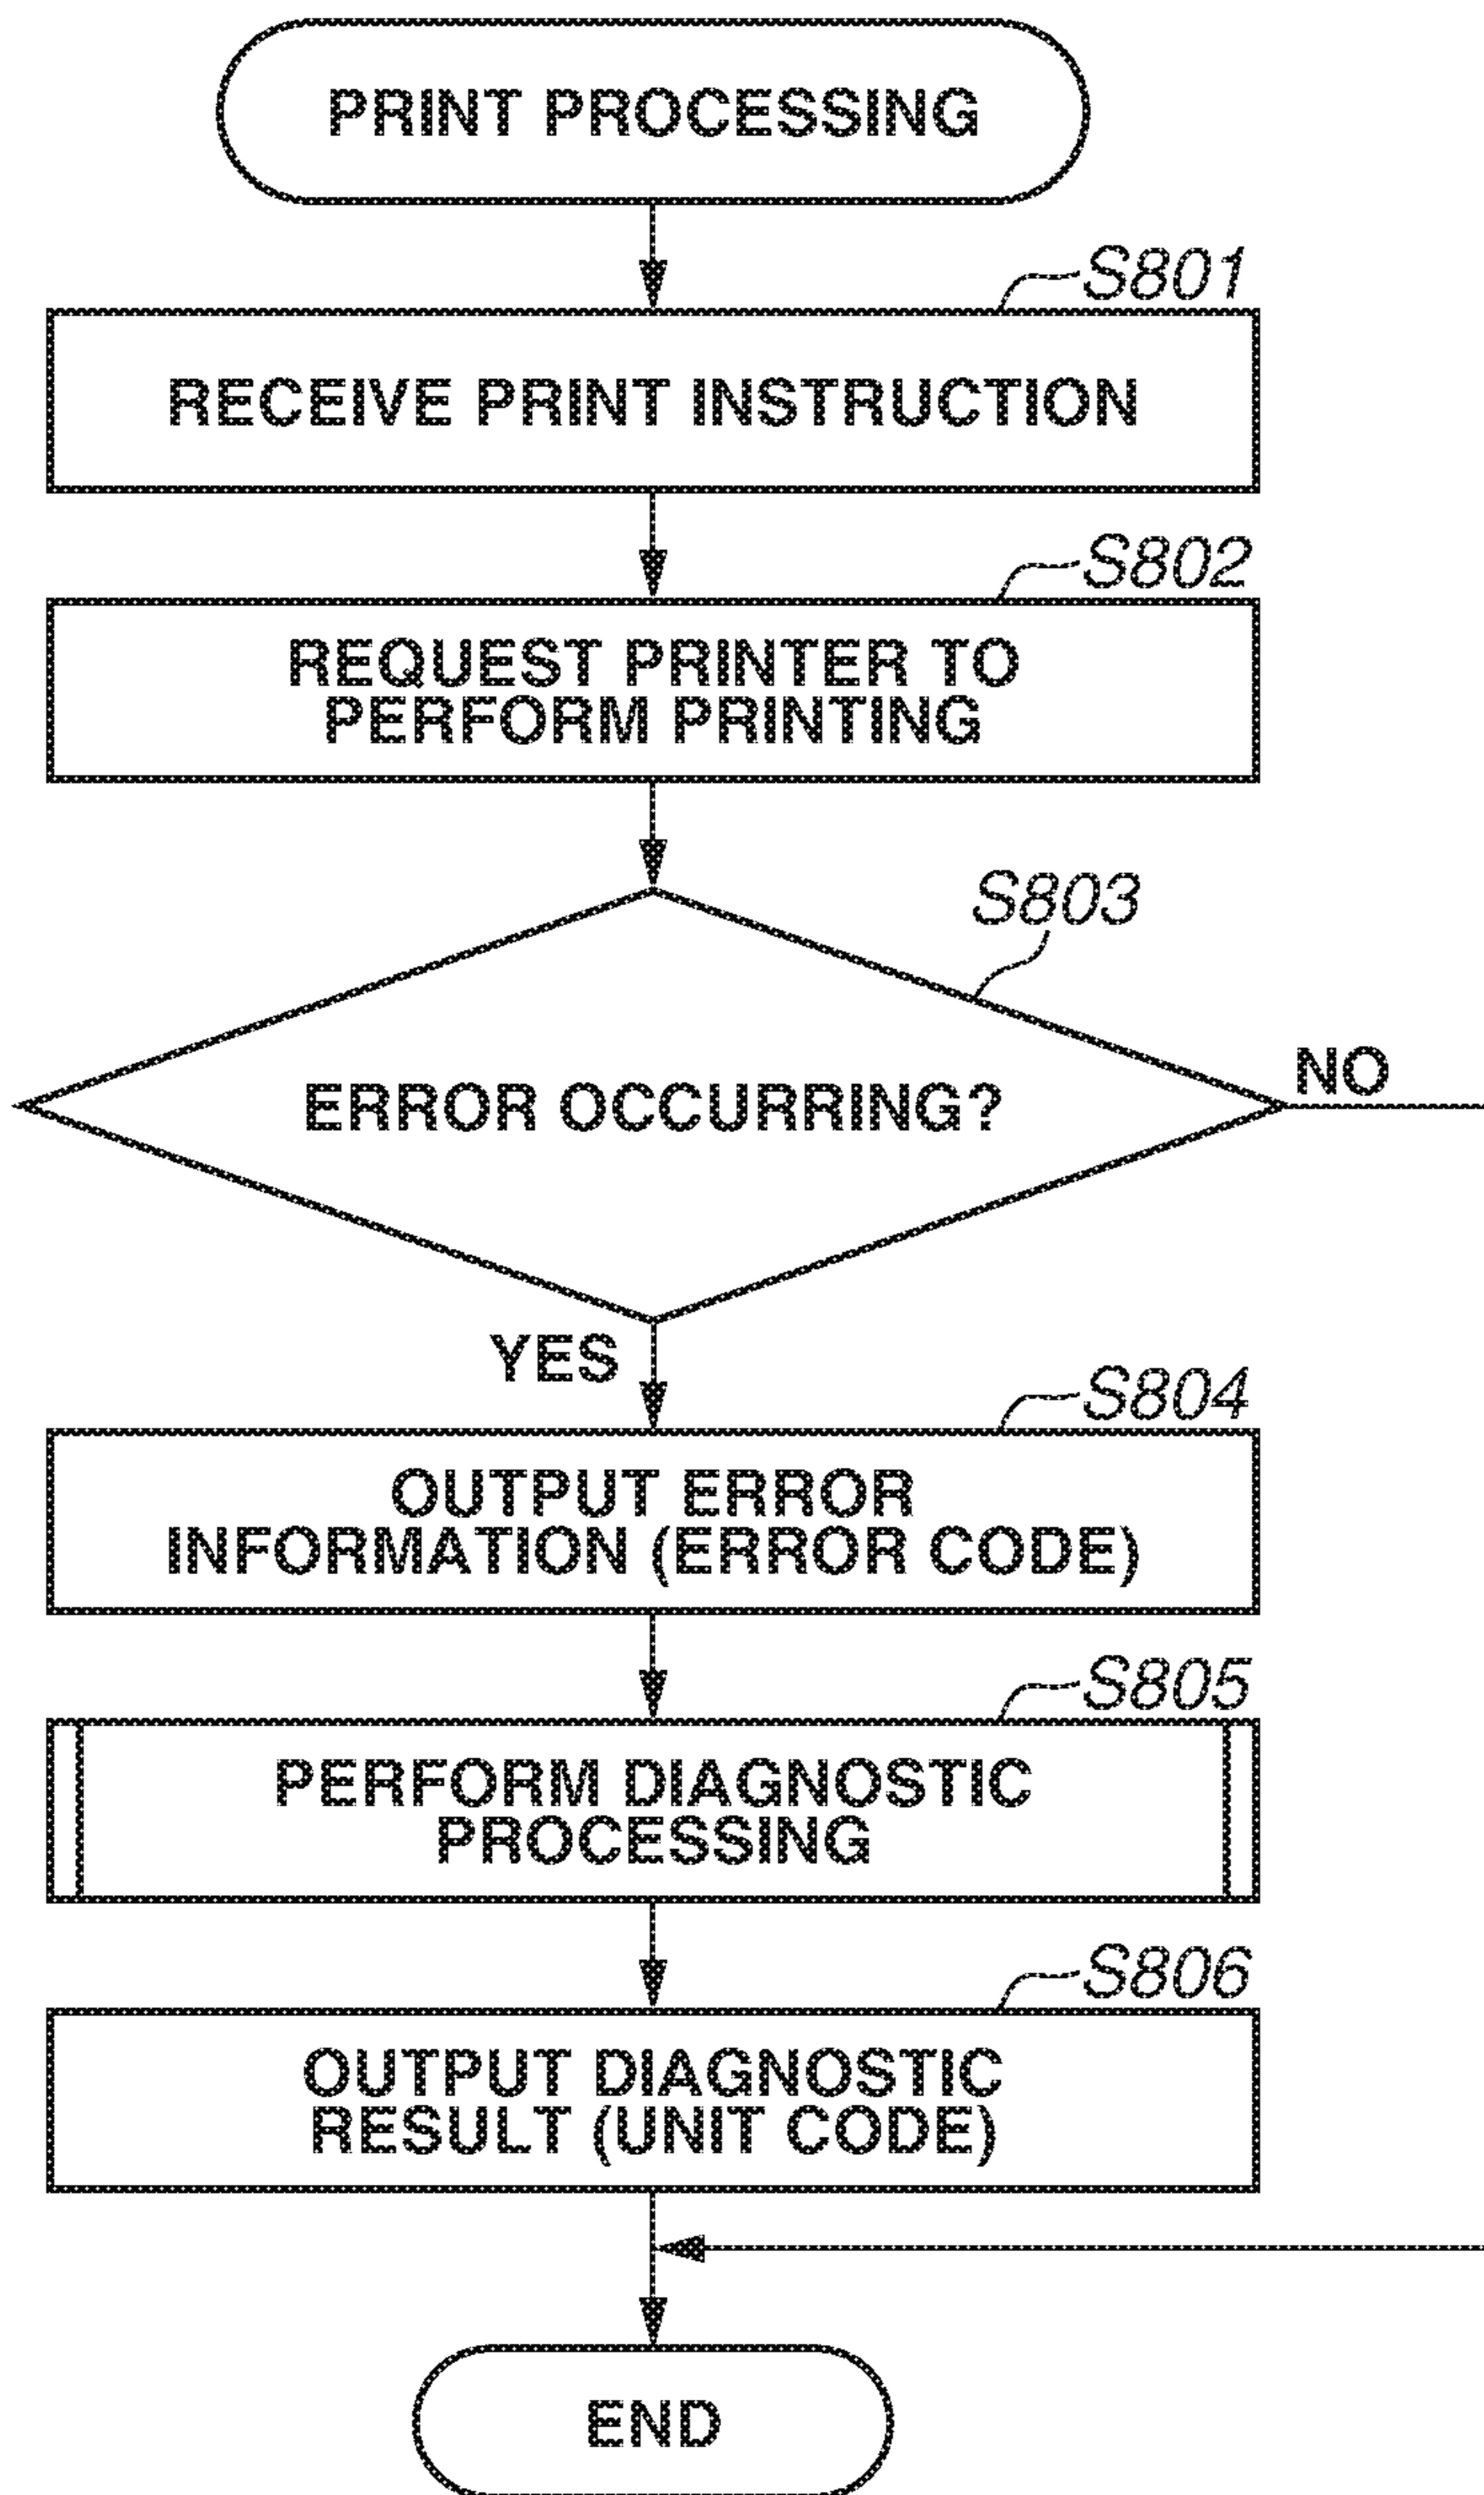 PRINT PROCESSING
S801
RECEIVE PRINT INSTRUCTION
S802
REQUEST PRINTER TO
PERFORM PRINTING
S803
ERROR OCCURRING?
NO
YES
S804
OUTPUT ERROR
INFORMATION (ERROR CODE)
S805
PERFORM DIAGNOSTIC
PROCESSING
S806
OUTPUT DIAGNOSTIC
RESULT (UNIT CODE)
END